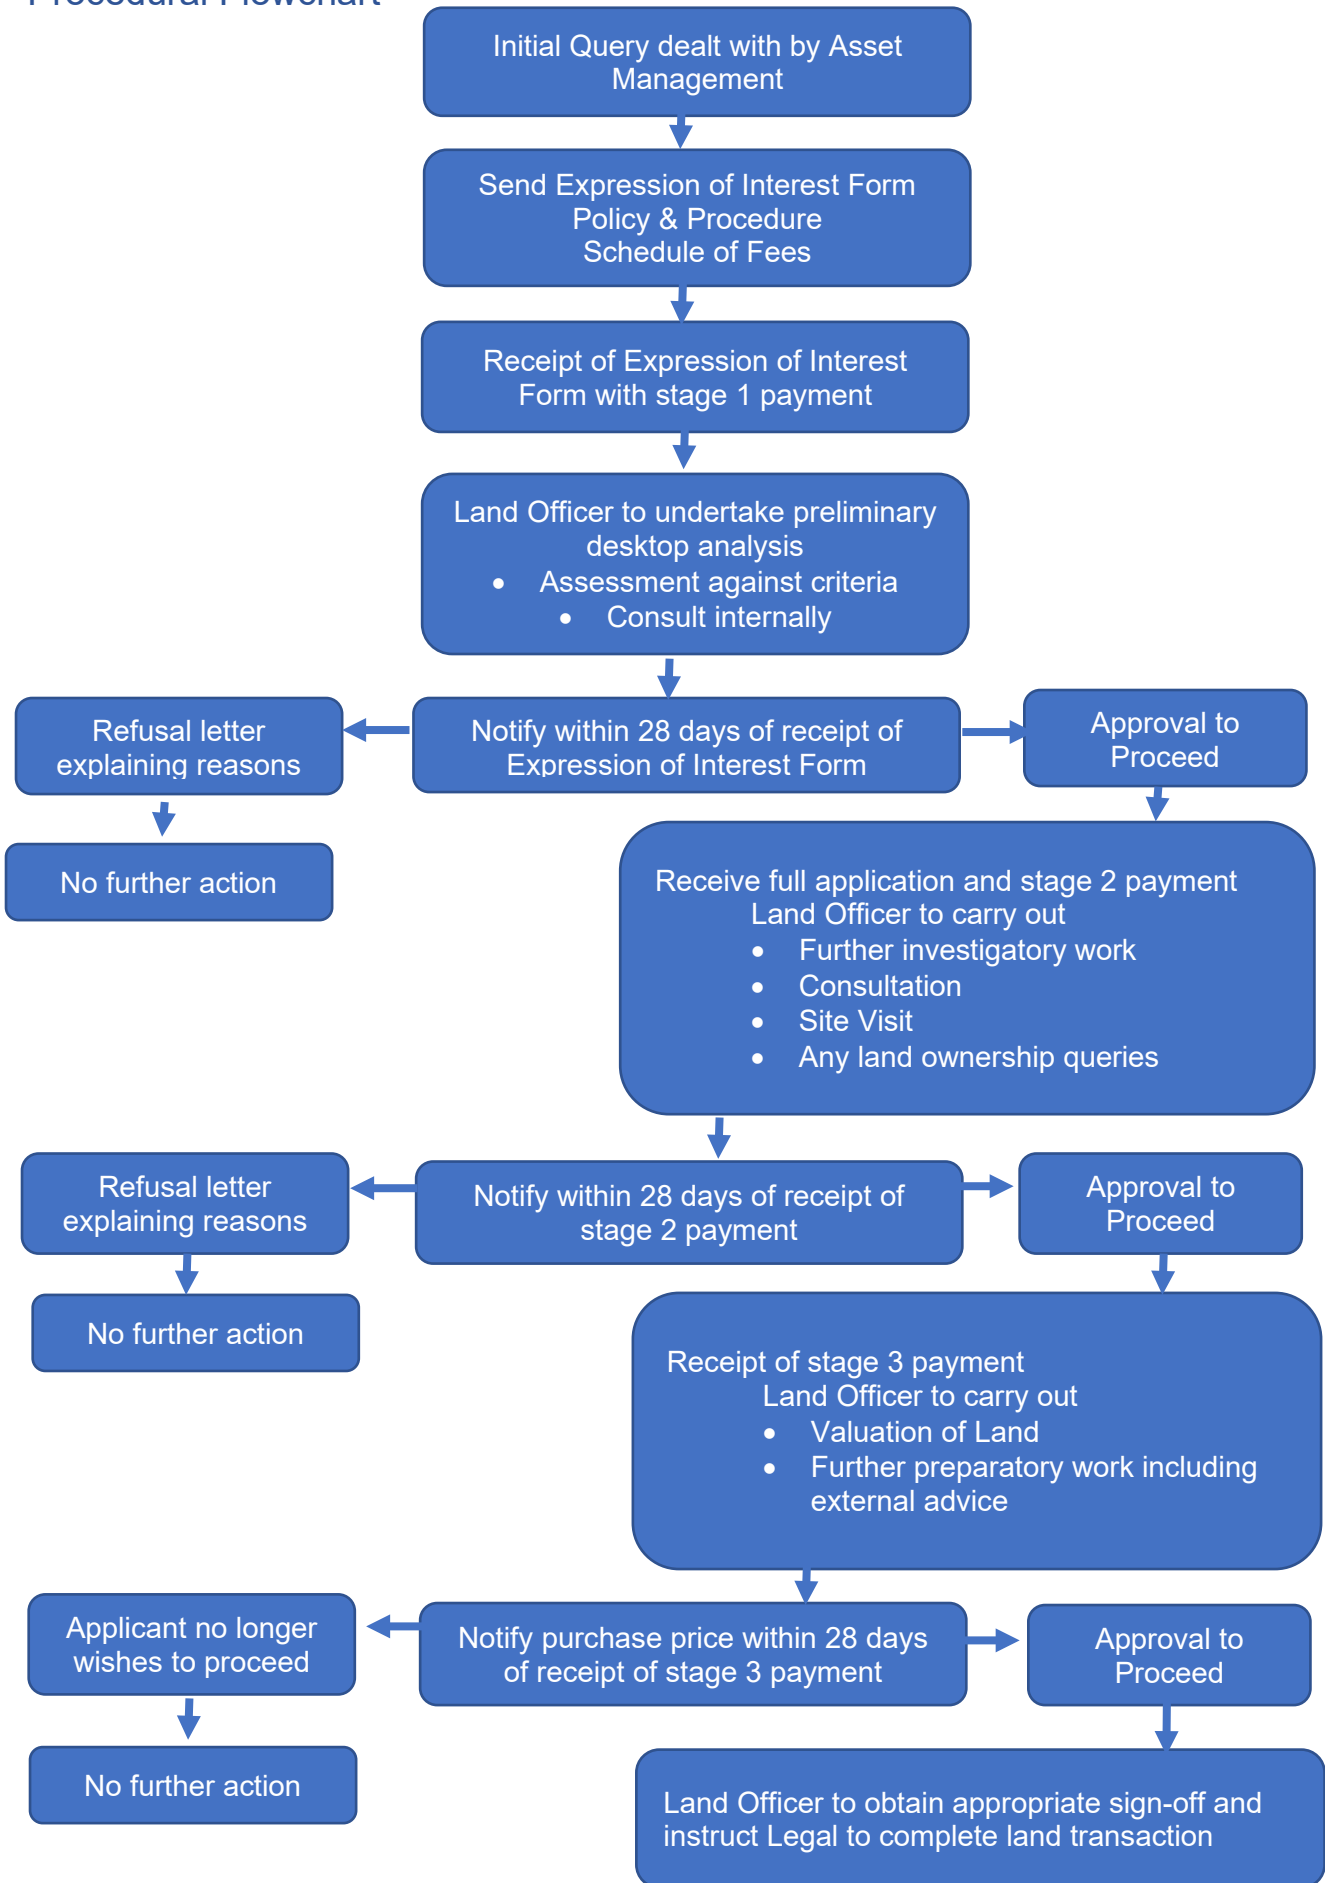 Procedural Flowchart
Initial Query dealt with by Asset
Management
Send Expression of Interest Form
Policy & Procedure
Schedule of Fees
Receipt of Expression of Interest
Form with stage 1 payment
Land Officer to undertake preliminary
desktop analysis
• Assessment against criteria
• Consult internally
Refusal letter
explaining reasons
Notify within 28 days of receipt of
Expression of Interest Form
Approval to
Proceed
No further action
Receive full application and stage 2 payment
Land Officer to carry out
• Further investigatory work
• Consultation
• Site Visit
• Any land ownership queries
Refusal letter
explaining reasons
Notify within 28 days of receipt of
stage 2 payment
Approval to
Proceed
No further action
Receipt of stage 3 payment
Land Officer to carry out
• Valuation of Land
• Further preparatory work including
external advice
Applicant no longer
wishes to proceed
Notify purchase price within 28 days
of receipt of stage 3 payment
Approval to
Proceed
No further action
Land Officer to obtain appropriate sign-off and
instruct Legal to complete land transaction